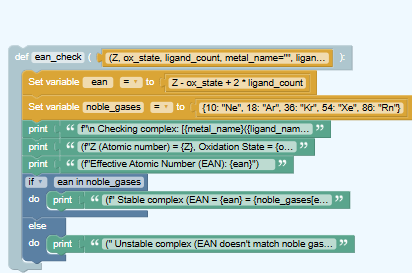 def ean_check ( (Z, ox_state, ligand_count, metal_name="", ligan... ):
Set variable ean = to Z - ox_state + 2 * ligand_count
Set variable noble_gases = to {10: "Ne", 18: "Ar", 36: "Kr", 54: "Xe", 86: "Rn"}
print “ f"\n Checking complex: [{metal_name}({ligand_nam... ”
print “ (f"Z (Atomic number) = {Z}, Oxidation State = {o... ”
print “ (f"Effective Atomic Number (EAN): {ean}") ”
if ean in noble_gases
do print “ (f" Stable complex (EAN = {ean} = {noble_gases[e... ”
else
do print “ (" Unstable complex (EAN doesn't match noble gas... ”